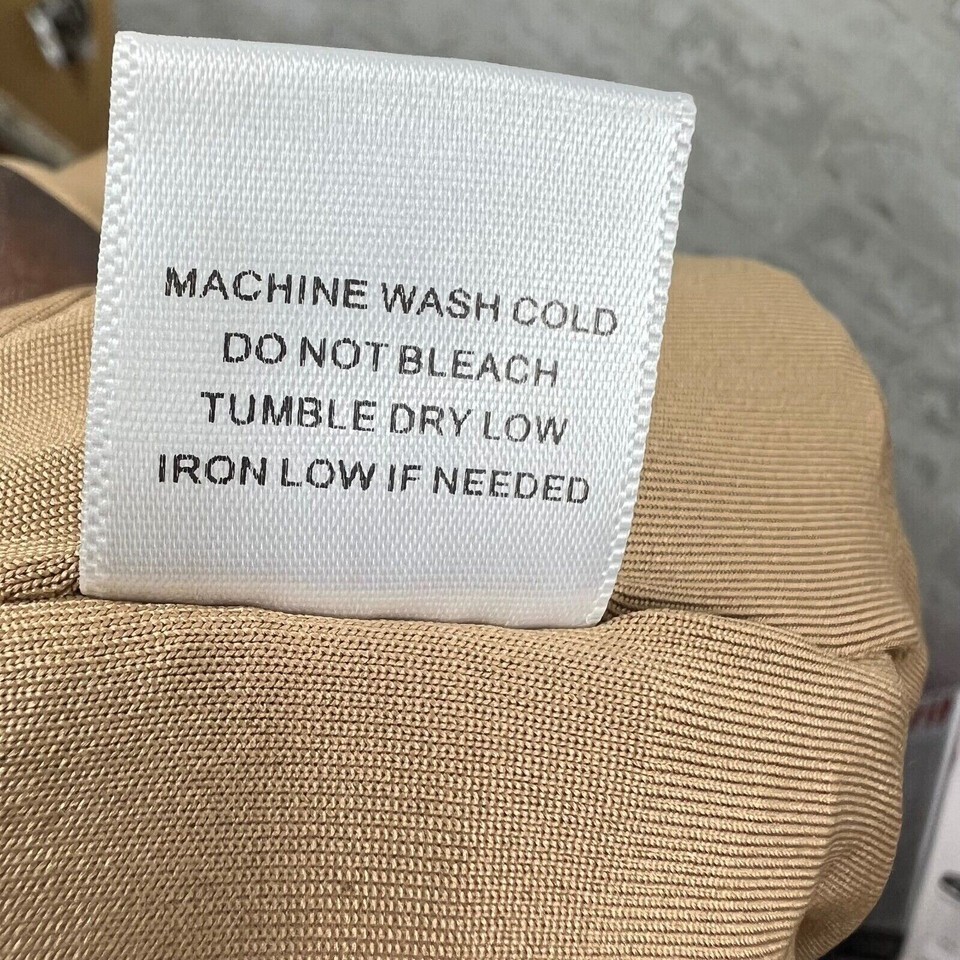 MACHINE WASH COLD
DO NOT BLEACH
TUMBLE DRY LOW
IRON LOW IF NEEDED